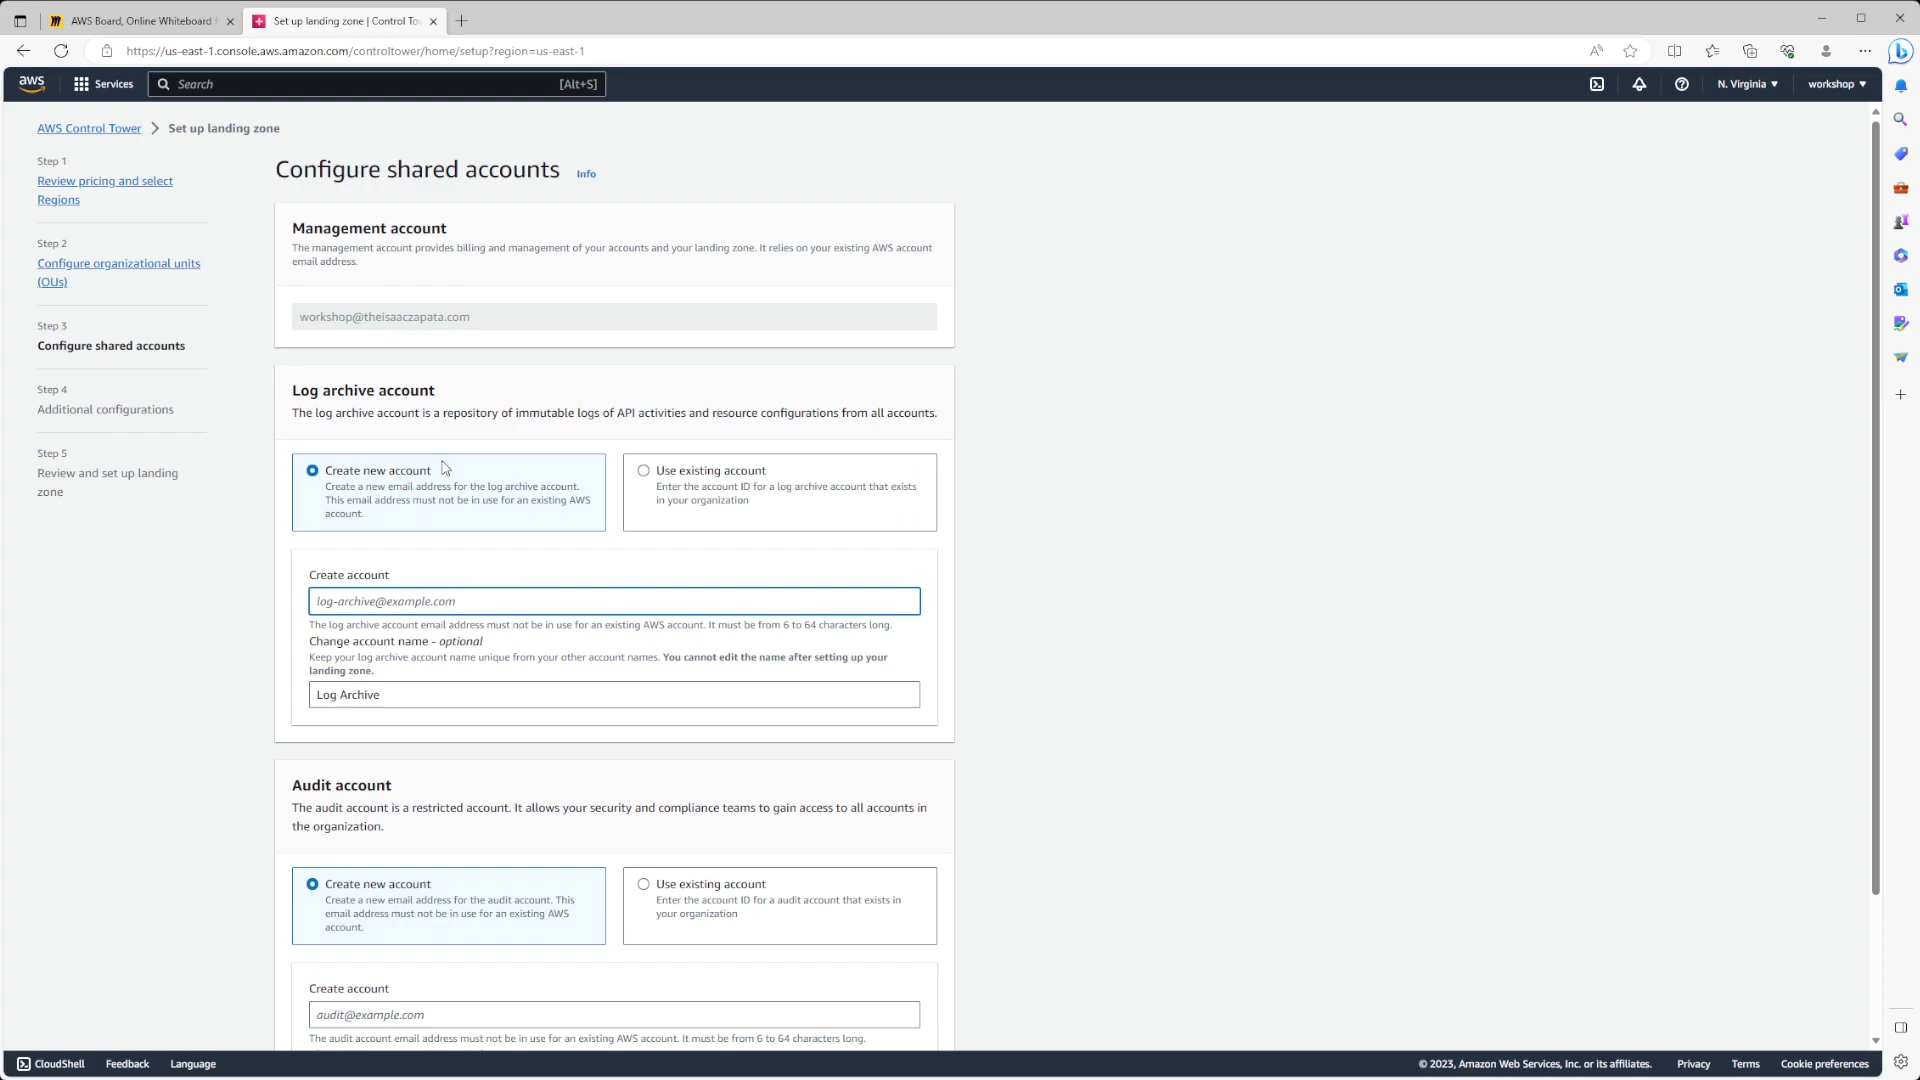 AWS Board, Online Whiteboard
Set up landing zone | Control To
https://us-east-1.console.aws.amazon.com/controltower/home/setup?region=us-east-1
aws
Services
Search
[Alt+S]
N. Virginia
workshop
AWS Control Tower
Set up landing zone
Step 1
Review pricing and select
Regions
Step 2
Configure organizational units
(OUs)
Step 3
Configure shared accounts
Step 4
Additional configurations
Step 5
Review and set up landing
zone
Configure shared accounts
Info
Management account
The management account provides billing and management of your accounts and your landing zone. It relies on your existing AWS account
email address.
workshop@theisaaczapata.com
Log archive account
The log archive account is a repository of immutable logs of API activities and resource configurations from all accounts.
Create new account
Create a new email address for the log archive account.
This email address must not be in use for an existing AWS
account.
Use existing account
Enter the account ID for a log archive account that exists
in your organization
Create account
log-archive@example.com
The log archive account email address must not be in use for an existing AWS account. It must be from 6 to 64 characters long.
Change account name - optional
Keep your log archive account name unique from your other account names. You cannot edit the name after setting up your
landing zone.
Log Archive
Audit account
The audit account is a restricted account. It allows your security and compliance teams to gain access to all accounts in
the organization.
Create new account
Create a new email address for the audit account. This
email address must not be in use for an existing AWS
account.
Use existing account
Enter the account ID for a audit account that exists in
your organization
Create account
audit@example.com
The audit account email address must not be in use for an existing AWS account. It must be from 6 to 64 characters long.
CloudShell
Feedback
Language
© 2023, Amazon Web Services, Inc. or its affiliates.
Privacy
Terms
Cookie preferences